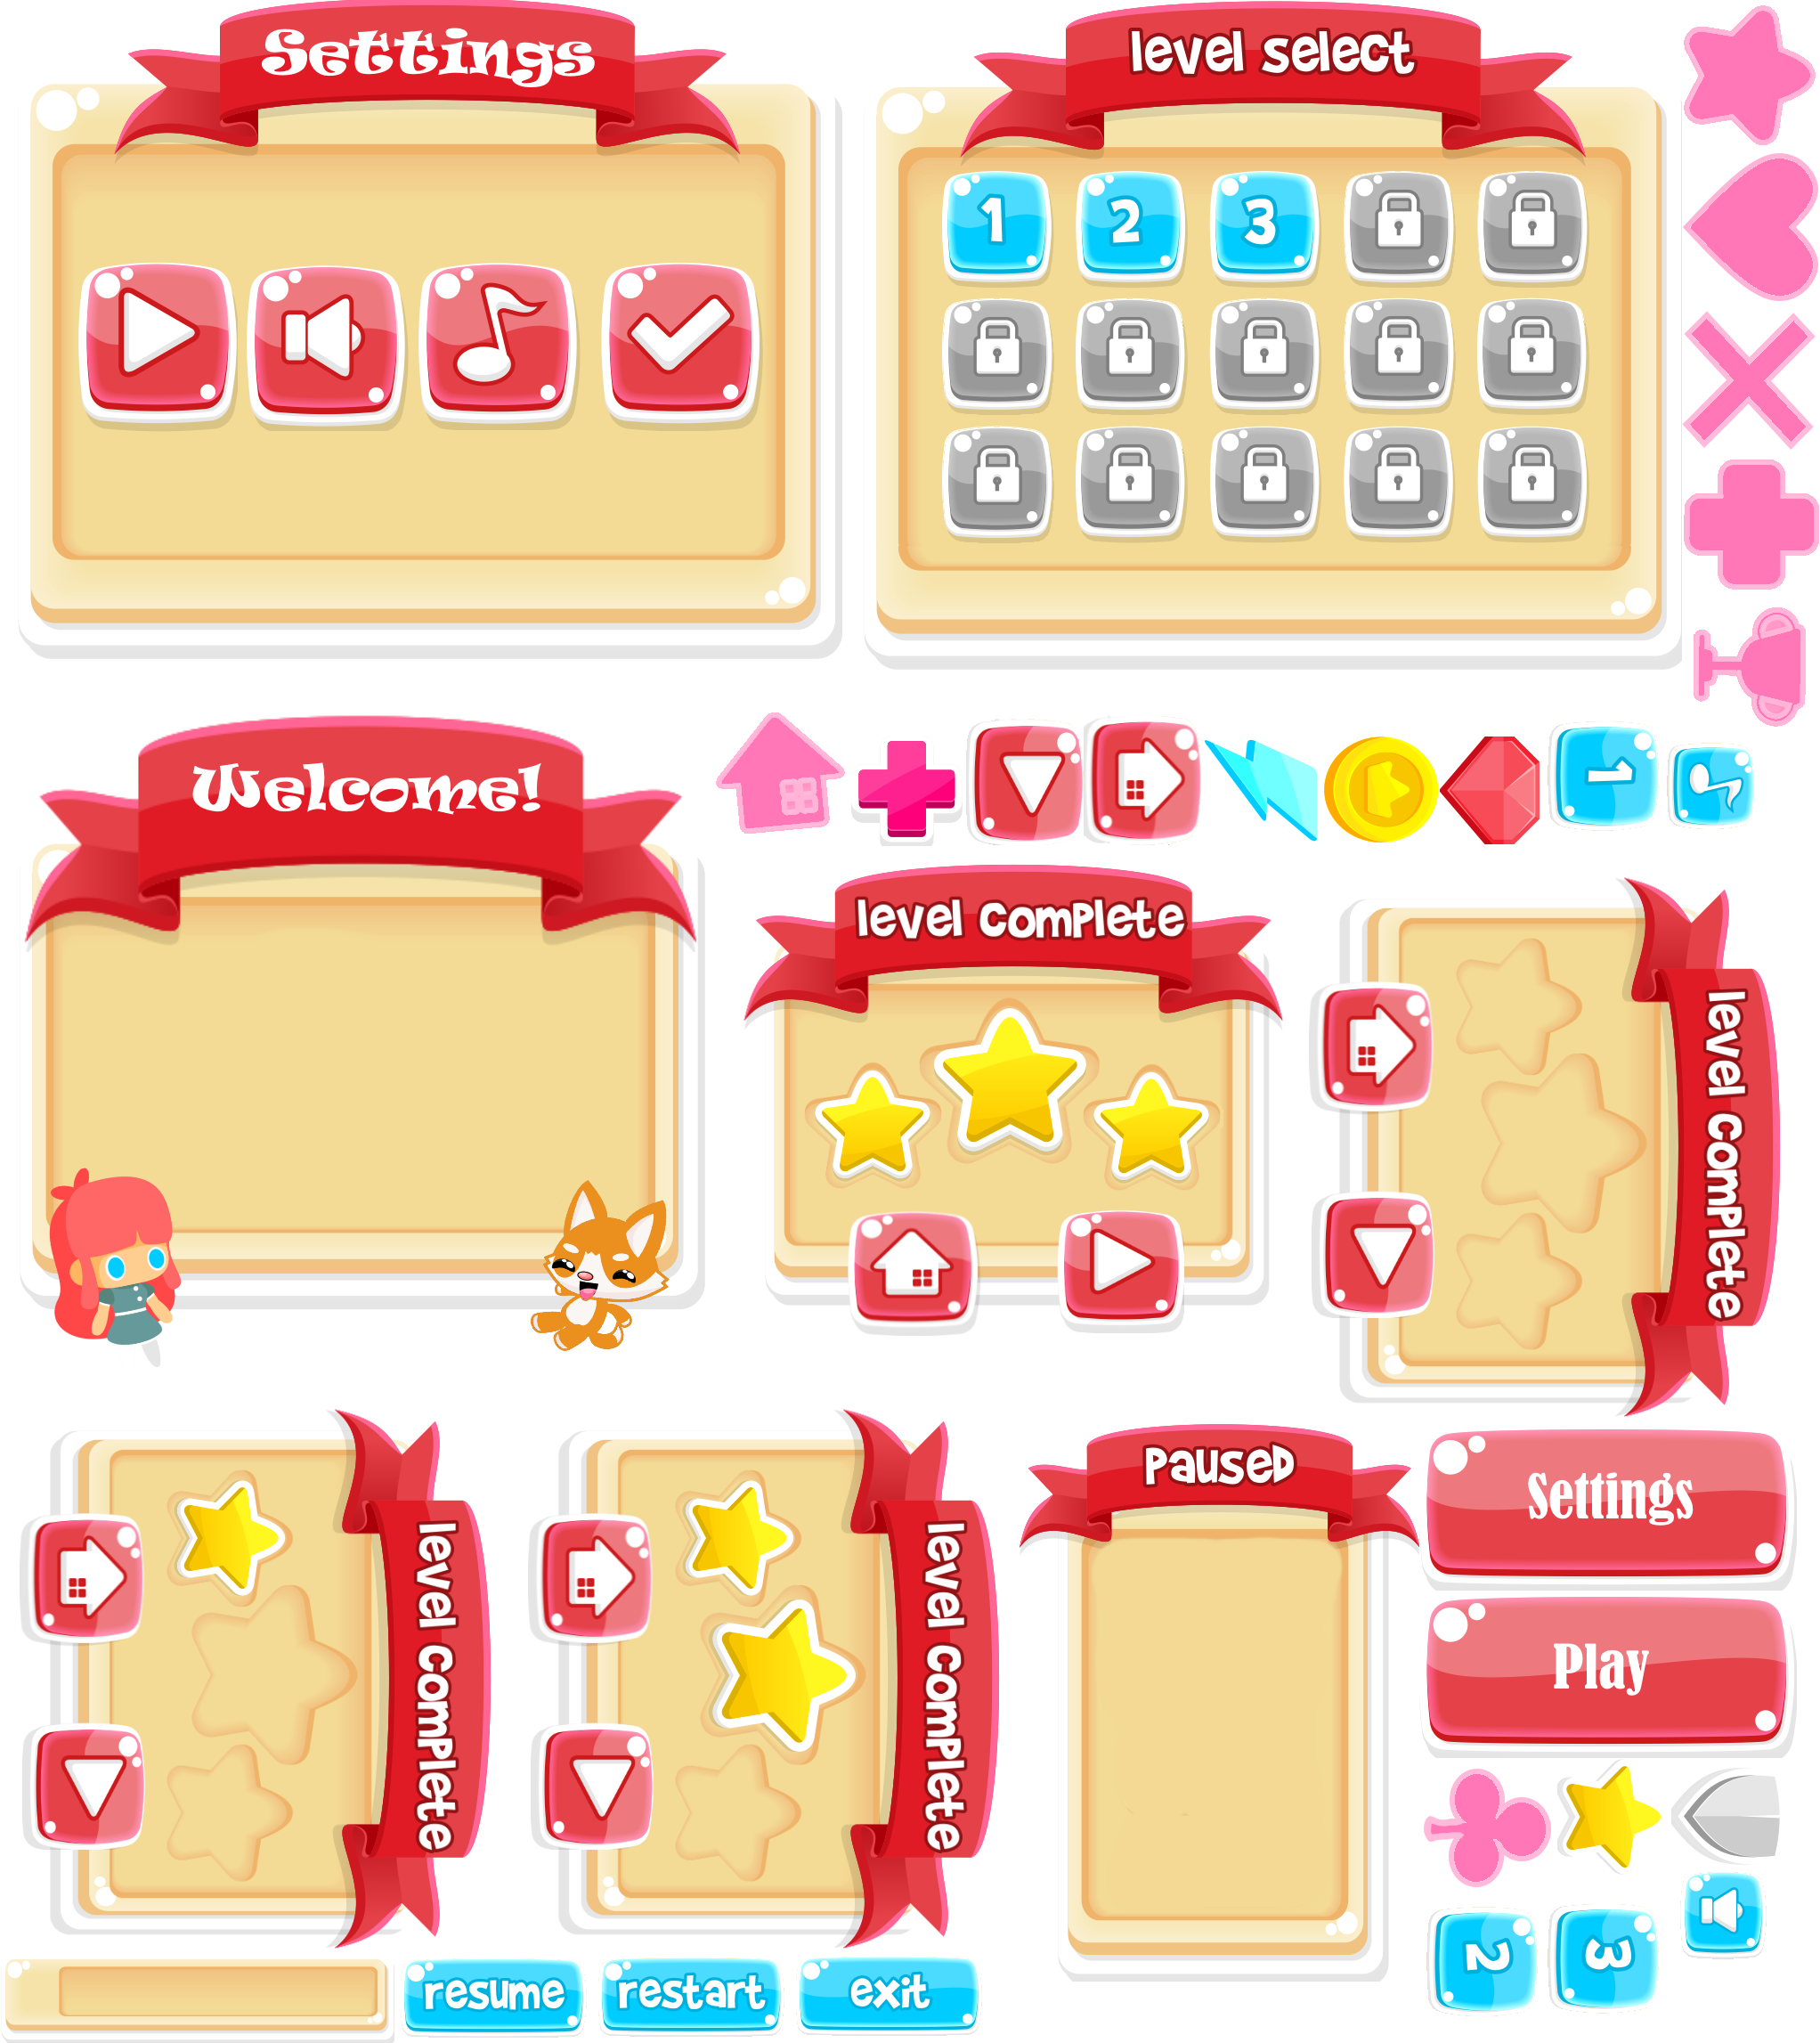 Settings
level select
1 2 3
Welcome!
1
level complete
level complete
level complete
level complete
Paused
Settings
Play
2 3
resume restart exit